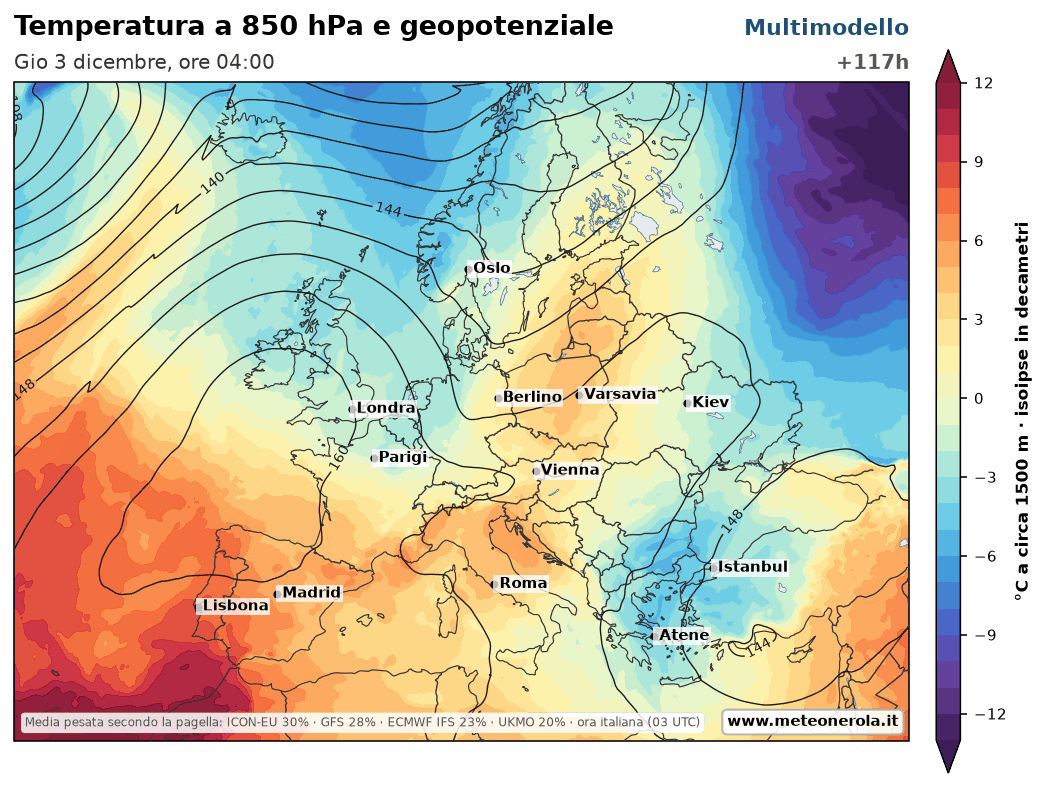 Temperatura a 850 hPa e geopotenziale
Multimodello
Gio 3 dicembre, ore 04:00
+117h
108
140
144
148
160
148
144
Oslo
Berlino
Varsavia
Kiev
Londra
Parigi
Vienna
Istanbul
Roma
Madrid
Lisbona
Atene
Media pesata secondo la pagella: ICON-EU 30% · GFS 28% · ECMWF IFS 23% · UKMO 20% · ora italiana (03 UTC)
www.meteonerola.it
12
9
6
3
0
−3
−6
−9
−12
°C a circa 1500 m · isoipse in decametri